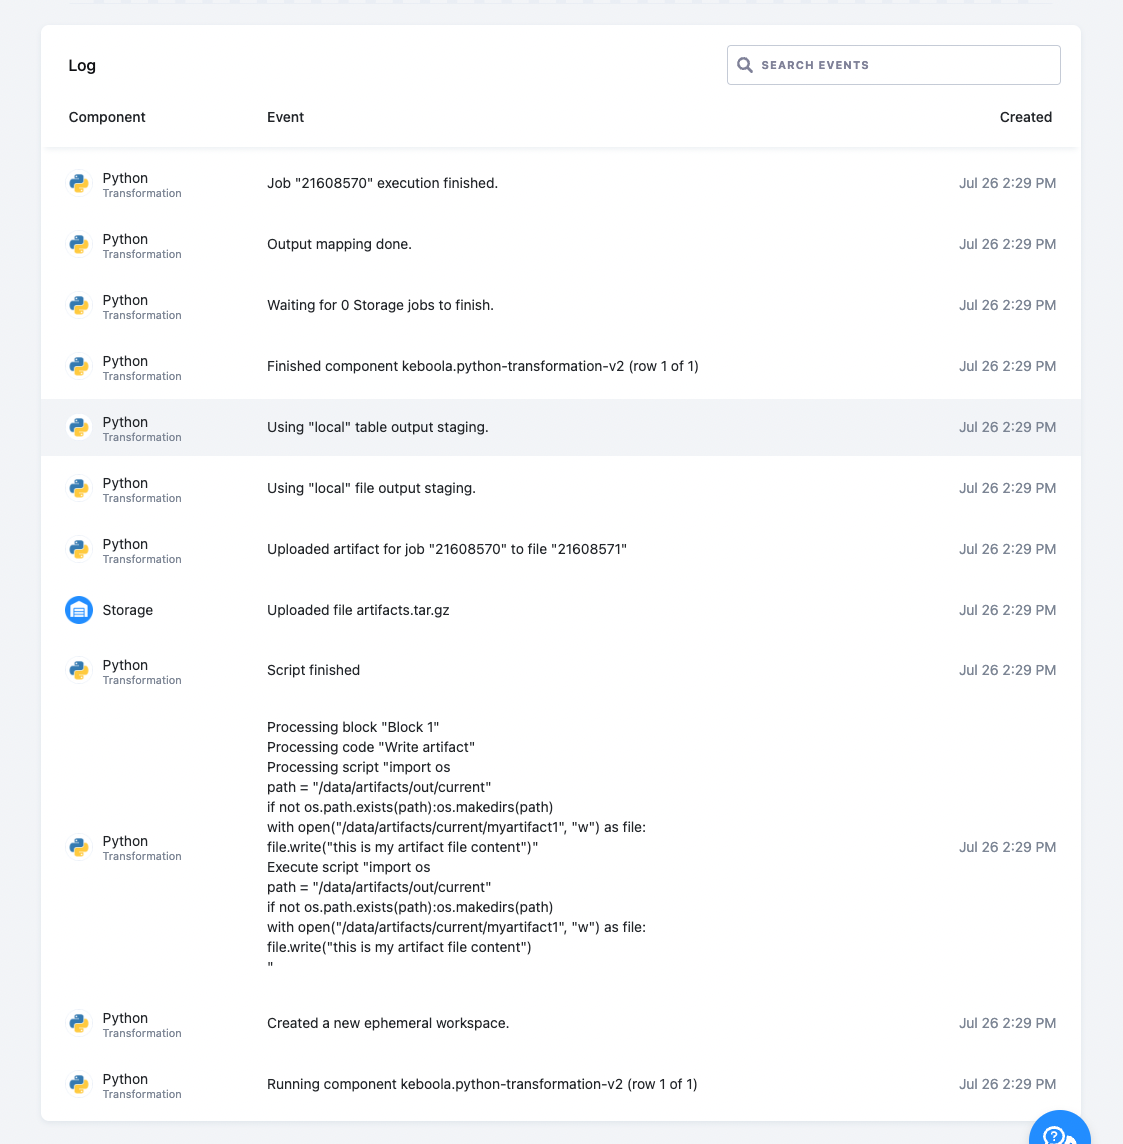 Log
SEARCH EVENTS
Component Event Created
Python
Transformation
Job "21608570" execution finished.
Jul 26 2:29 PM
Python
Transformation
Output mapping done.
Jul 26 2:29 PM
Python
Transformation
Waiting for 0 Storage jobs to finish.
Jul 26 2:29 PM
Python
Transformation
Finished component keboola.python-transformation-v2 (row 1 of 1)
Jul 26 2:29 PM
Python
Transformation
Using "local" table output staging.
Jul 26 2:29 PM
Python
Transformation
Using "local" file output staging.
Jul 26 2:29 PM
Python
Transformation
Uploaded artifact for job "21608570" to file "21608571"
Jul 26 2:29 PM
Storage
Uploaded file artifacts.tar.gz
Jul 26 2:29 PM
Python
Transformation
Script finished
Jul 26 2:29 PM
Python
Transformation
Processing block "Block 1"
Processing code "Write artifact"
Processing script "import os
path = "/data/artifacts/out/current"
if not os.path.exists(path):os.makedirs(path)
with open("/data/artifacts/current/myartifact1", "w") as file:
file.write("this is my artifact file content")"
Execute script "import os
path = "/data/artifacts/out/current"
if not os.path.exists(path):os.makedirs(path)
with open("/data/artifacts/current/myartifact1", "w") as file:
file.write("this is my artifact file content")
"
Jul 26 2:29 PM
Python
Transformation
Created a new ephemeral workspace.
Jul 26 2:29 PM
Python
Transformation
Running component keboola.python-transformation-v2 (row 1 of 1)
Jul 26 2:29 PM